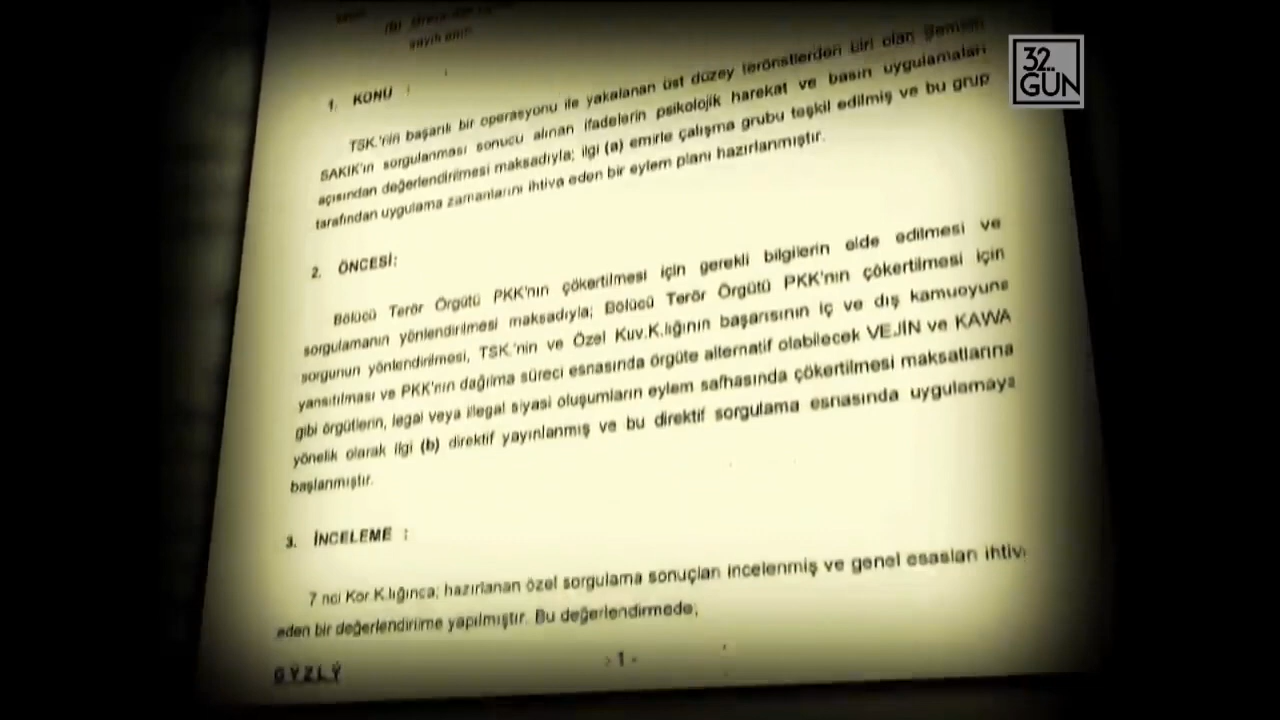 (b)
sayılı emri
32.
GÜN
1. KONU :
TSK.'nin başarılı bir operasyonu ile yakalanan üst düzey teröristlerden biri olan Şemdin
SAKIK'ın sorgulanması sonucu alınan ifadelerin psikolojik harekat ve basın uygulamaları
açısından değerlendirilmesi maksadıyla; ilgi (a) emirle çalışma grubu teşkil edilmiş ve bu grup
tarafından uygulama zamanlarını ihtiva eden bir eylem planı hazırlanmıştır.
2. ÖNCESİ:
Bölücü Terör Örgütü PKK'nın çökertilmesi için gerekli bilgilerin elde edilmesi ve
sorgulamanın yönlendirilmesi maksadıyla; Bölücü Terör Örgütü PKK'nın çökertilmesi için
sorgunun yönlendirilmesi, TSK.'nin ve Özel Kuv.K.lığının başarısının iç ve dış kamuoyuna
yansıtılması ve PKK'nın dağılma süreci esnasında örgüte alternatif olabilecek VEJİN ve KAWA
gibi örgütlerin, legal veya illegal siyasi oluşumların eylem safhasında çökertilmesi maksatlarına
yönelik olarak ilgi (b) direktif yayınlanmış ve bu direktif sorgulama esnasında uygulamaya
başlanmıştır.
3. İNCELEME :
7 nci Kor.K.lığınca; hazırlanan özel sorgulama sonuçları incelenmiş ve genel esasları ihtiv
eden bir değerlendirme yapılmıştır. Bu değerlendirmede;
GÝZLÝ
- 1 -